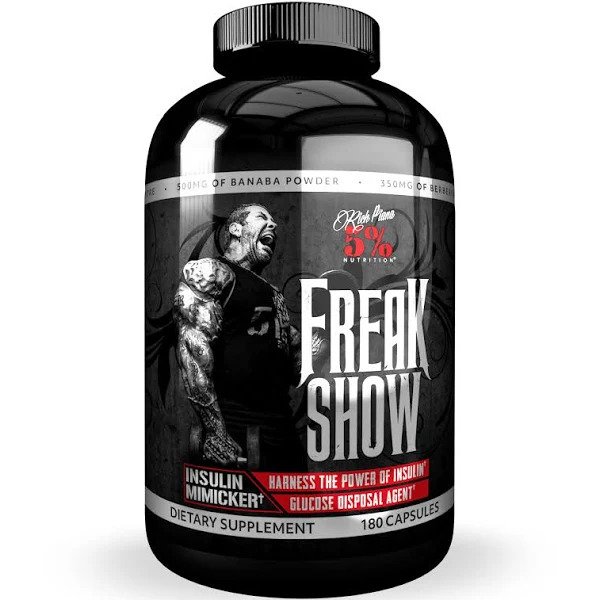 500MG OF BANABA POWDER • 350MG OF
Rich Piana
5%
NUTRITION®
FREAK
SHOW
INSULIN
MIMICKER†
HARNESS THE POWER OF INSULIN†
GLUCOSE DISPOSAL AGENT†
DIETARY SUPPLEMENT
180 CAPSULES